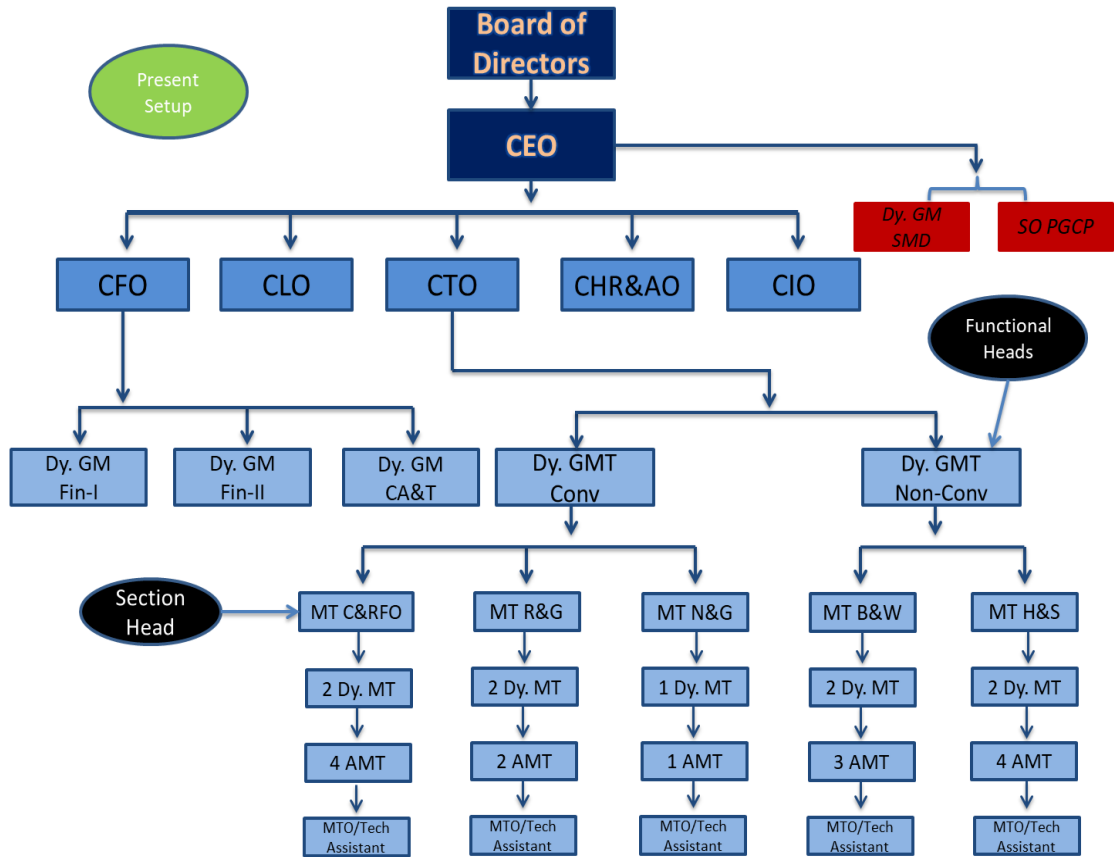 Board of
Directors
Present
Setup
CEO
Dy. GM
SMD
SO PGCP
CFO
CLO
CTO
CHR&AO
CIO
Functional
Heads
Dy. GM
Fin-I
Dy. GM
Fin-II
Dy. GM
CA&T
Dy. GMT
Conv
Dy. GMT
Non-Conv
Section
Head
MT C&RFO
MT R&G
MT N&G
MT B&W
MT H&S
2 Dy. MT
2 Dy. MT
1 Dy. MT
2 Dy. MT
2 Dy. MT
4 AMT
2 AMT
1 AMT
3 AMT
4 AMT
MTO/Tech
Assistant
MTO/Tech
Assistant
MTO/Tech
Assistant
MTO/Tech
Assistant
MTO/Tech
Assistant